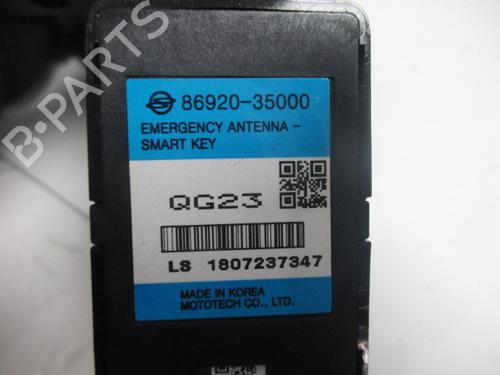 B-PARTS
86920-35000
EMERGENCY ANTENNA -
SMART KEY
QG23
L8 1807237347
MADE IN KOREA
MOTOTECH CO., LTD.